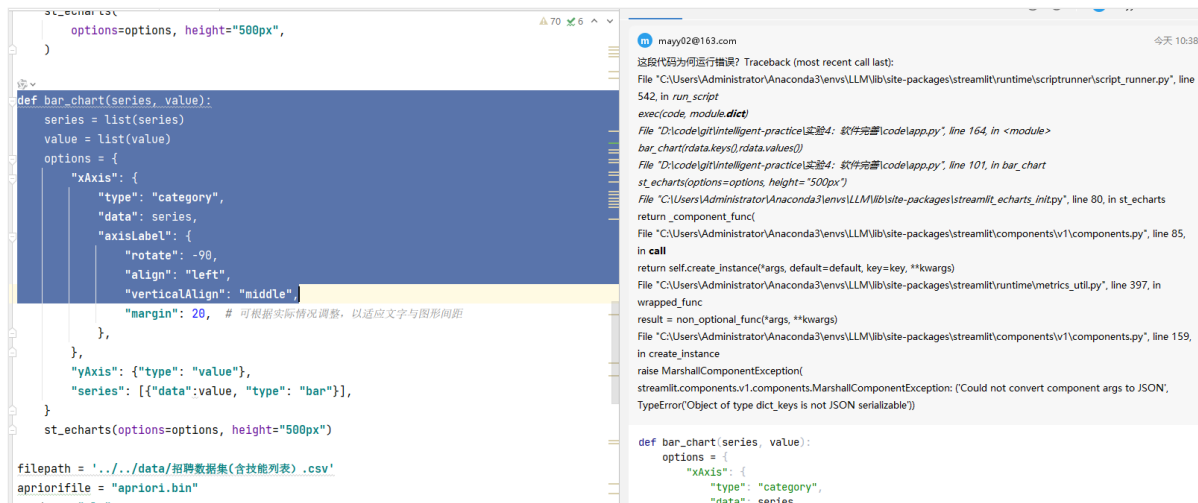 st_echarts(
options=options, height="500px",
)
70 6
def bar_chart(series, value):
series = list(series)
value = list(value)
options = {
"xAxis": {
"type": "category",
"data": series,
"axisLabel": {
"rotate": -90,
"align": "left",
"verticalAlign": "middle",
"margin": 20, # 可根据实际情况调整，以适应文字与图形间距
},
},
"yAxis": {"type": "value"},
"series": [{"data":value, "type": "bar"}],
}
st_echarts(options=options, height="500px")
filepath = '../../data/招聘数据集(含技能列表）.csv'
apriorifile = "apriori.bin"
m mayy02@163.com 今天 10:38
这段代码为何运行错误？Traceback (most recent call last):
File "C:\Users\Administrator\Anaconda3\envs\LLM\lib\site-packages\streamlit\runtime\scriptrunner\script_runner.py", line
542, in run_script
exec(code, module.dict)
File "D:\code\git\intelligent-practice\实验4：软件完善\code\app.py", line 164, in <module>
bar_chart(rdata.keys(),rdata.values())
File "D:\code\git\intelligent-practice\实验4：软件完善\code\app.py", line 101, in bar_chart
st_echarts(options=options, height="500px")
File "C:\Users\Administrator\Anaconda3\envs\LLM\lib\site-packages\streamlit_echarts_init.py", line 80, in st_echarts
return _component_func(
File "C:\Users\Administrator\Anaconda3\envs\LLM\lib\site-packages\streamlit\components\v1\components.py", line 85,
in call
return self.create_instance(*args, default=default, key=key, **kwargs)
File "C:\Users\Administrator\Anaconda3\envs\LLM\lib\site-packages\streamlit\runtime\metrics_util.py", line 397, in
wrapped_func
result = non_optional_func(*args, **kwargs)
File "C:\Users\Administrator\Anaconda3\envs\LLM\lib\site-packages\streamlit\components\v1\components.py", line 159,
in create_instance
raise MarshallComponentException(
streamlit.components.v1.components.MarshallComponentException: ('Could not convert component args to JSON',
TypeError('Object of type dict_keys is not JSON serializable'))
def bar_chart(series, value):
options = {
"xAxis": {
"type": "category",
"data": series,